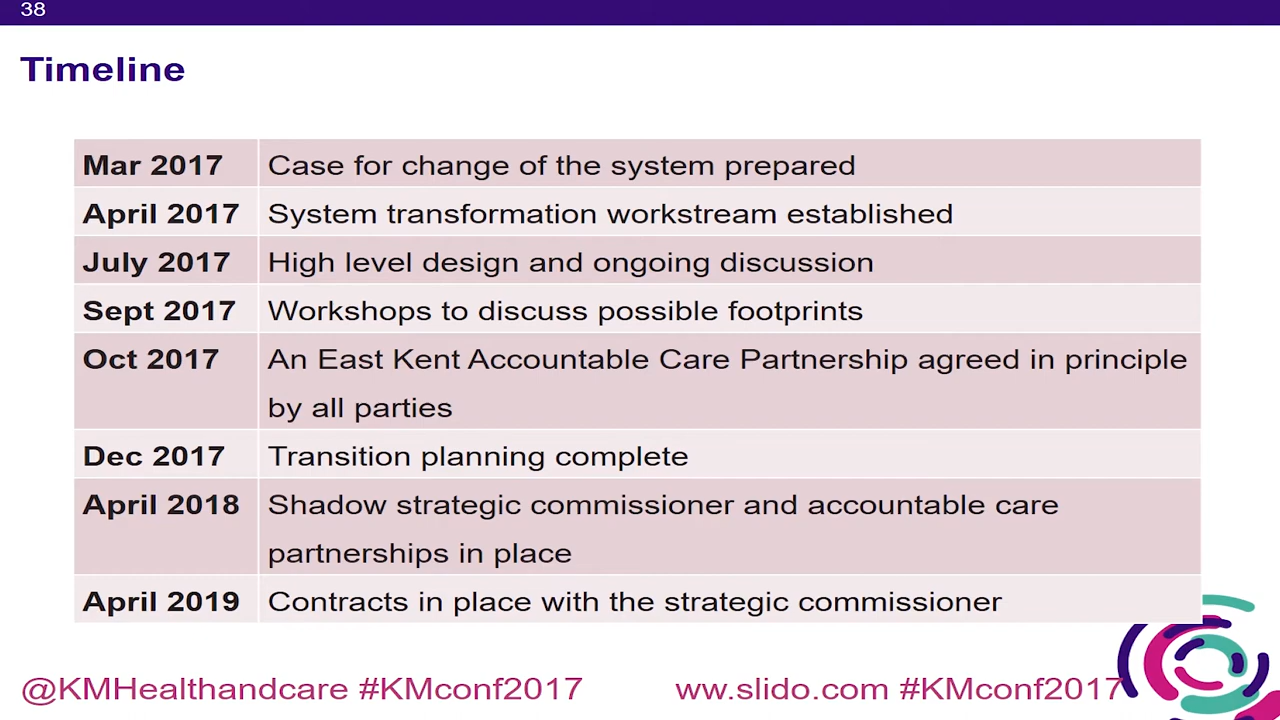 38
Timeline
Mar 2017 Case for change of the system prepared
April 2017 System transformation workstream established
July 2017 High level design and ongoing discussion
Sept 2017 Workshops to discuss possible footprints
Oct 2017 An East Kent Accountable Care Partnership agreed in principle
by all parties
Dec 2017 Transition planning complete
April 2018 Shadow strategic commissioner and accountable care
partnerships in place
April 2019 Contracts in place with the strategic commissioner
@KMHealthandcare #KMconf2017 ww.slido.com #KMconf2017